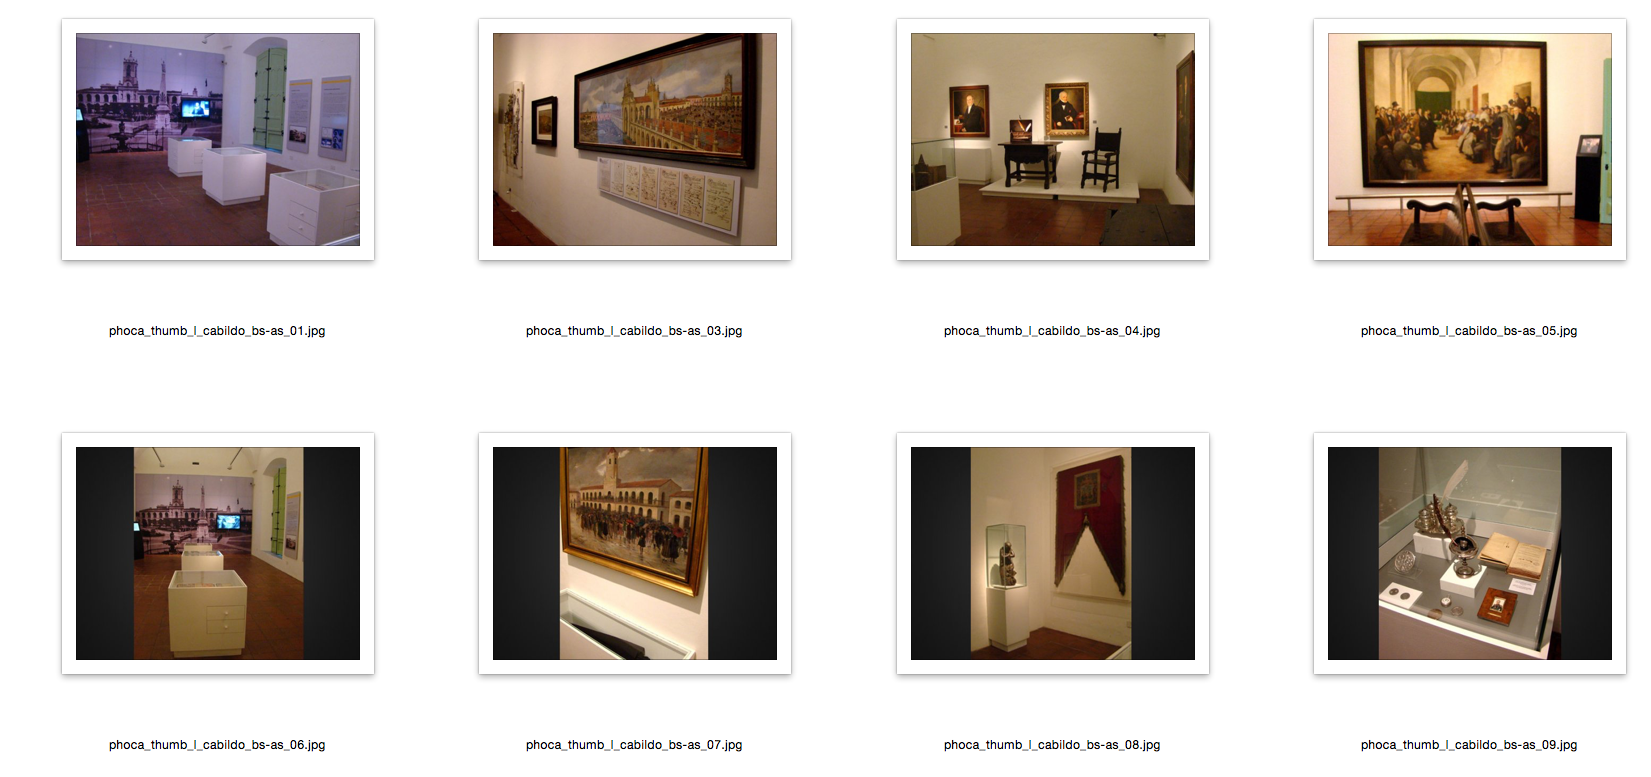 phoca_thumb_l_cabildo_bs-as_01.jpg
phoca_thumb_l_cabildo_bs-as_03.jpg
phoca_thumb_l_cabildo_bs-as_04.jpg
phoca_thumb_l_cabildo_bs-as_05.jpg
phoca_thumb_l_cabildo_bs-as_06.jpg
phoca_thumb_l_cabildo_bs-as_07.jpg
phoca_thumb_l_cabildo_bs-as_08.jpg
phoca_thumb_l_cabildo_bs-as_09.jpg